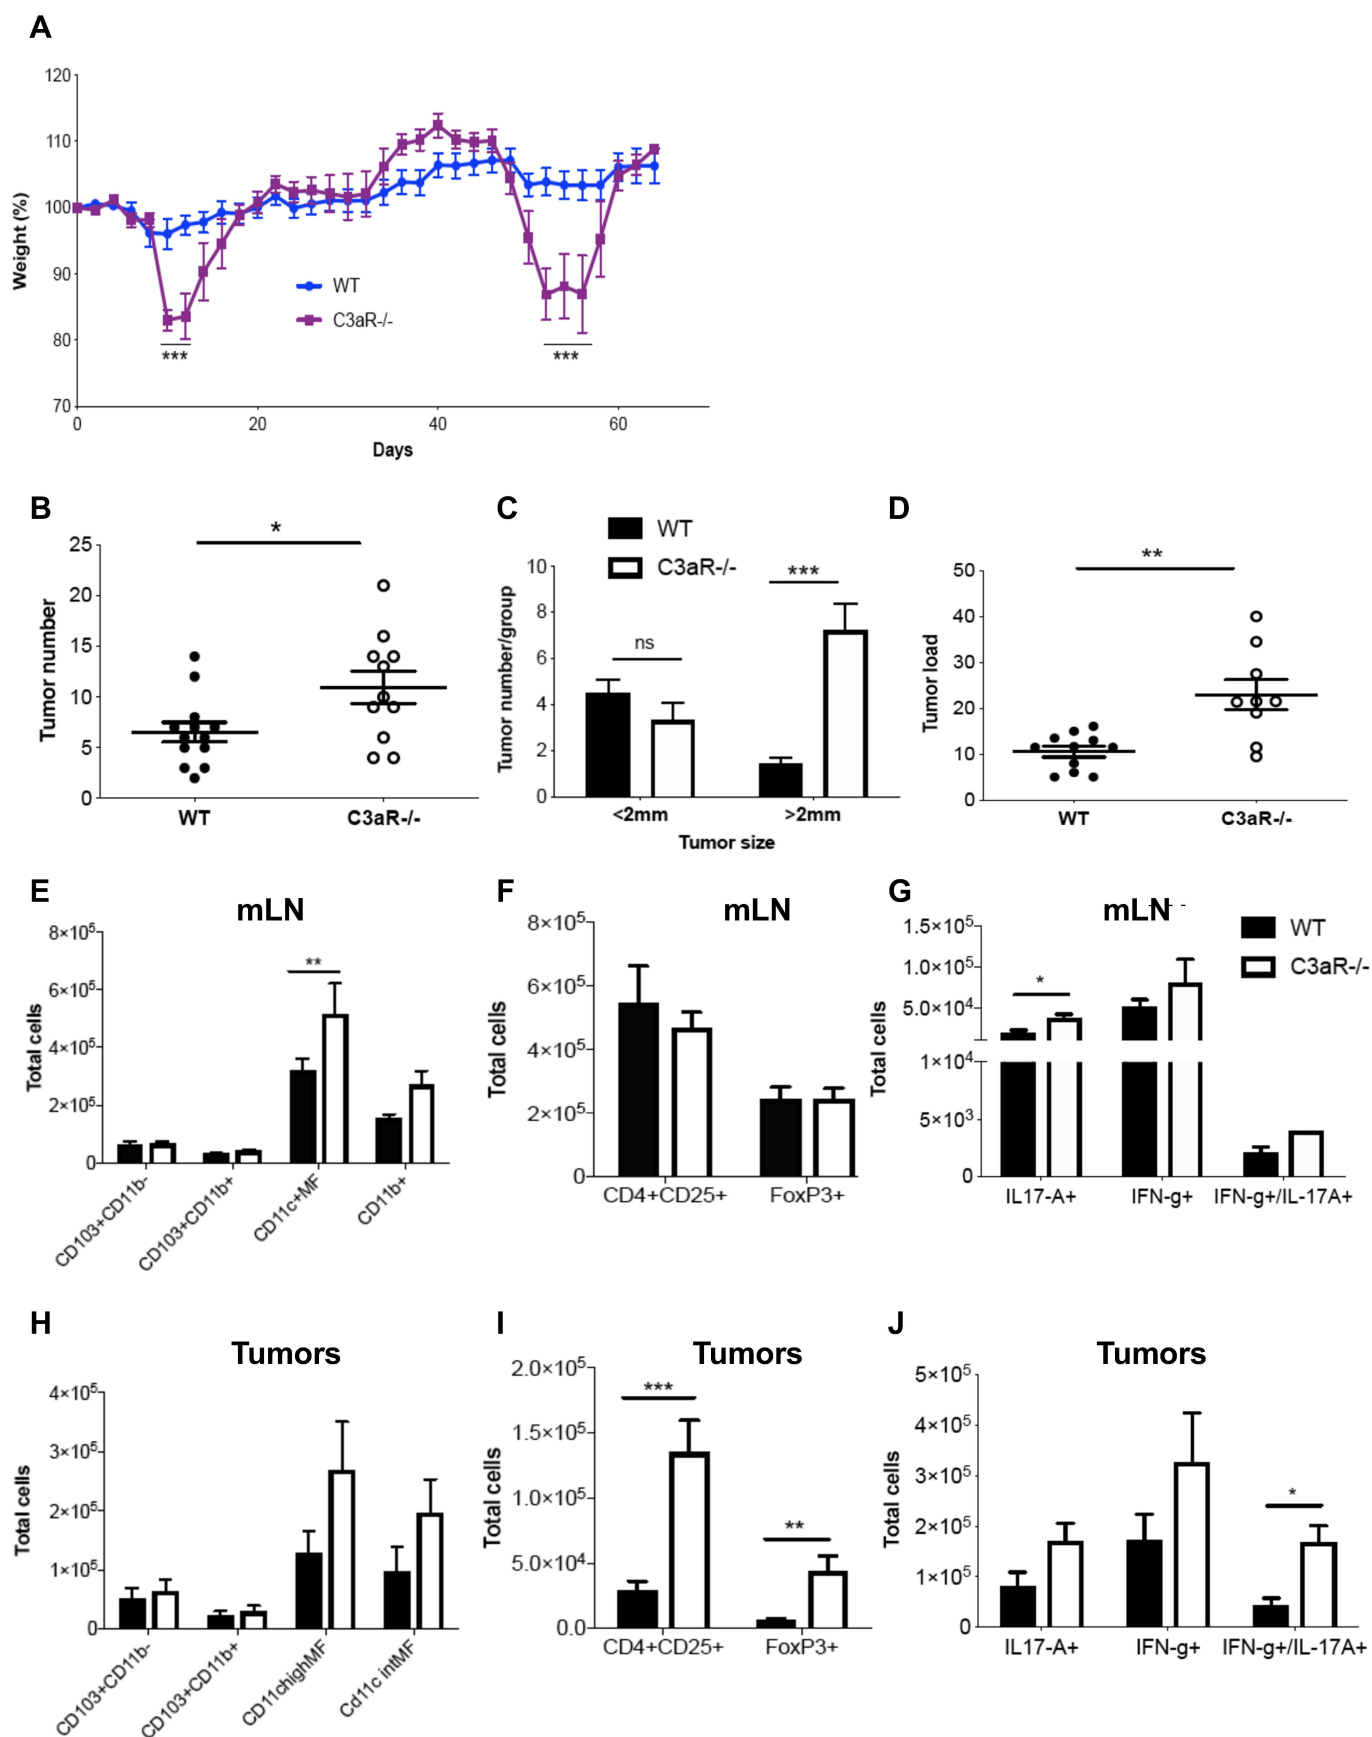 A
120
110
100
90
80
70
Weight (%)
WT
C3aR-/-
***
***
0 20 40 60
Days
B
*
25
20
15
10
5
0
Tumor number
WT C3aR-/-
C
WT
C3aR-/-
10
8
6
4
2
0
Tumor number/group
ns
***
<2mm >2mm
Tumor size
D
**
50
40
30
20
10
0
Tumor load
WT C3aR-/-
E
mLN
8×10⁵
6×10⁵
4×10⁵
2×10⁵
0
Total cells
**
CD103+CD11b-
CD103+CD11b+
CD11c+MF
CD11b+
F
mLN
8×10⁵
6×10⁵
4×10⁵
2×10⁵
0
Total cells
CD4+CD25+ FoxP3+
G
mLN
WT
C3aR-/-
1.5×10⁵
1.0×10⁵
5.0×10⁴
1×10⁴
5×10³
0
Total cells
*
IL17-A+ IFN-g+ IFN-g+/IL-17A+
H
Tumors
4×10⁵
3×10⁵
2×10⁵
1×10⁵
0
Total cells
CD103+CD11b-
CD103+CD11b+
CD11chighMF
Cd11c intMF
I
Tumors
2.0×10⁵
1.5×10⁵
1.0×10⁵
5.0×10⁴
0.0
Total cells
***
**
CD4+CD25+ FoxP3+
J
Tumors
5×10⁵
4×10⁵
3×10⁵
2×10⁵
1×10⁵
0
Total cells
*
IL17-A+ IFN-g+ IFN-g+/IL-17A+